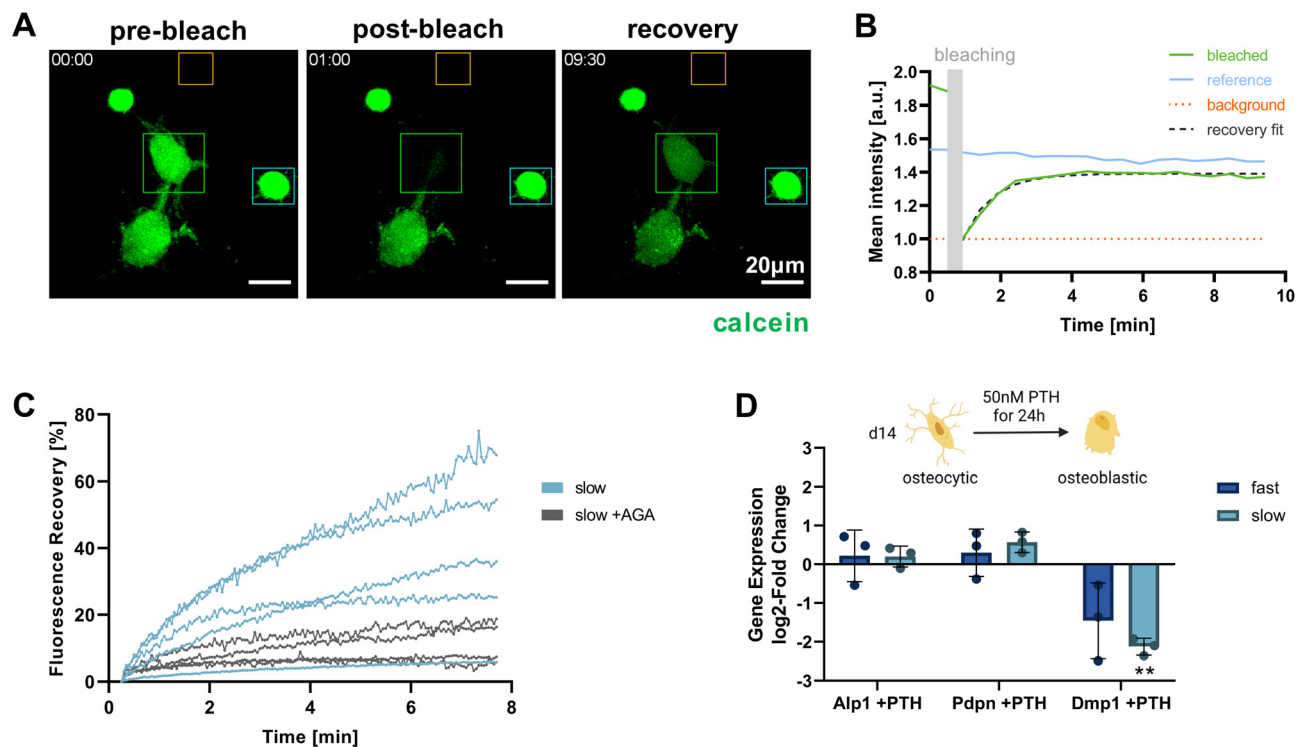 A
pre-bleach
post-bleach
recovery
00:00
01:00
09:30
20µm
calcein
B
bleaching
bleached
reference
background
recovery fit
Mean intensity [a.u.]
2.0
1.8
1.6
1.4
1.2
1.0
0.8
0
2
4
6
8
10
Time [min]
C
Fluorescence Recovery [%]
80
60
40
20
0
0
2
4
6
8
Time [min]
slow
slow +AGA
D
50nM PTH
for 24h
d14
osteocytic
osteoblastic
Gene Expression
log2-Fold Change
3
2
1
0
-1
-2
-3
fast
slow
**
Alp1 +PTH
Pdpn +PTH
Dmp1 +PTH